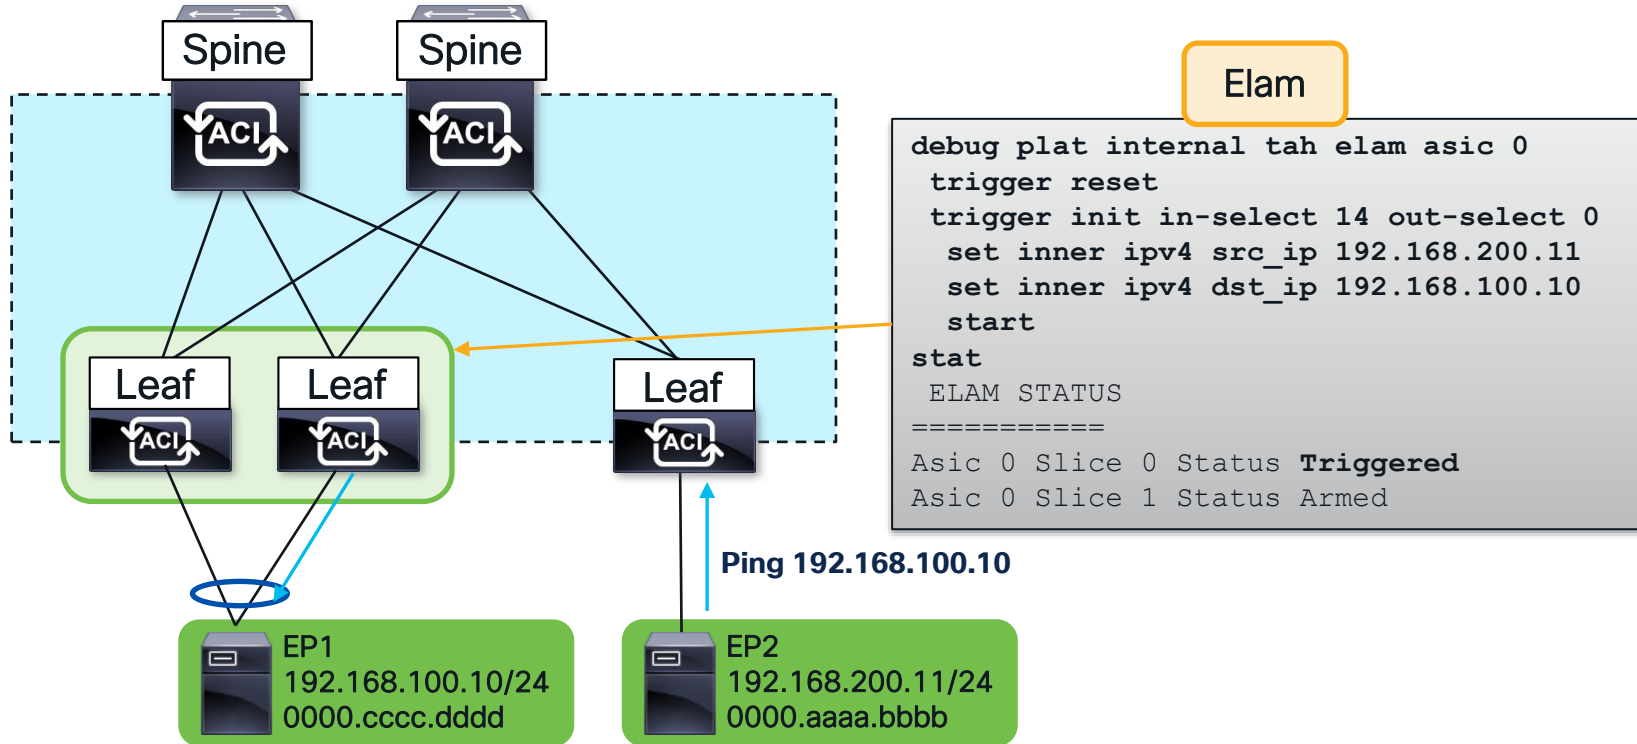 Spine
Spine
ACI
ACI
Elam
debug plat internal tah elam asic 0
trigger reset
trigger init in-select 14 out-select 0
set inner ipv4 src_ip 192.168.200.11
set inner ipv4 dst_ip 192.168.100.10
start
stat
ELAM STATUS
===========
Asic 0 Slice 0 Status Triggered
Asic 0 Slice 1 Status Armed
Leaf
Leaf
Leaf
ACI
ACI
ACI
Ping 192.168.100.10
EP1
192.168.100.10/24
0000.cccc.dddd
EP2
192.168.200.11/24
0000.aaaa.bbbb